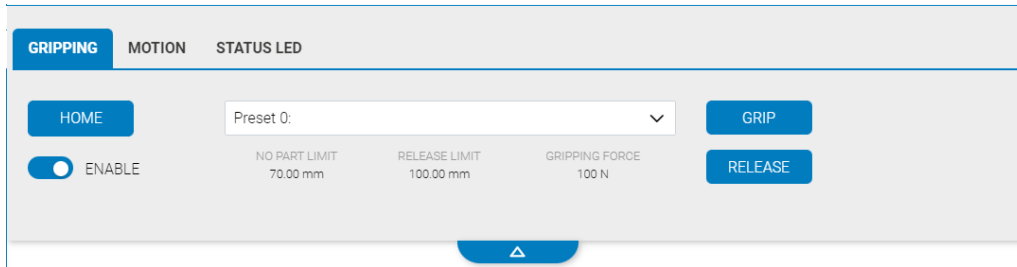 GRIPPING MOTION STATUS LED
HOME Preset 0: GRIP
ENABLE NO PART LIMIT RELEASE LIMIT GRIPPING FORCE RELEASE
70.00 mm 100.00 mm 100 N